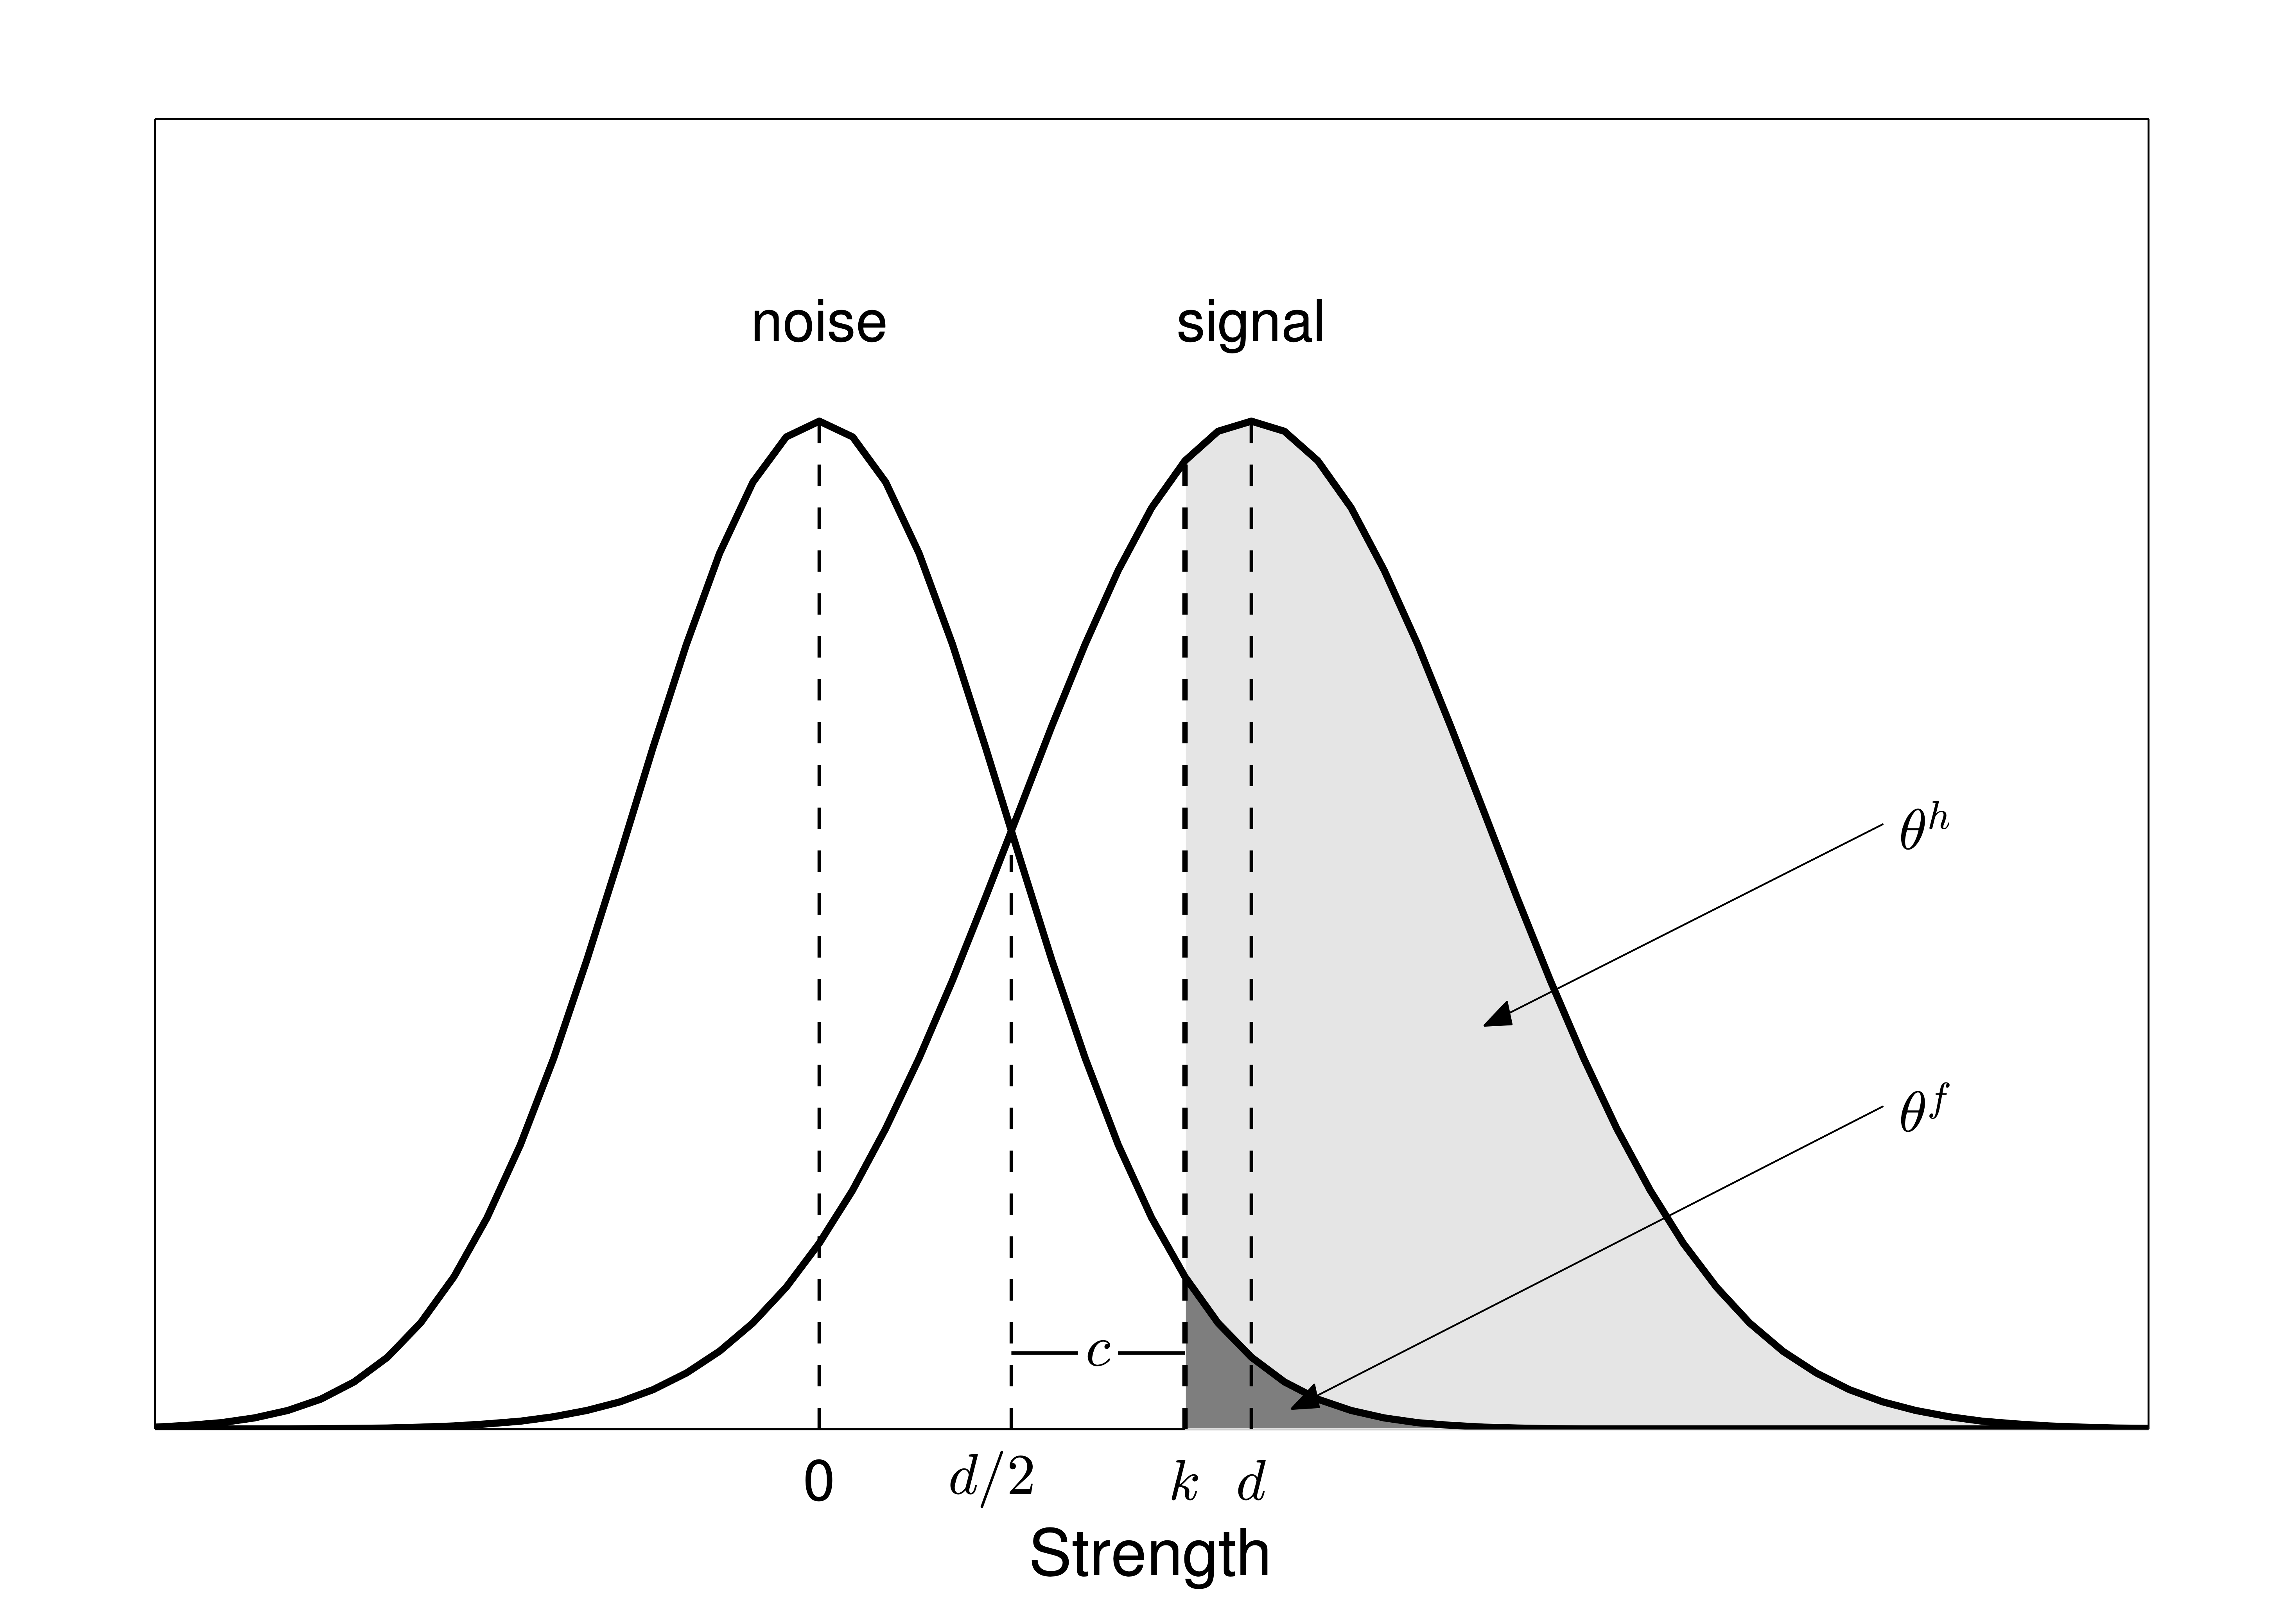 noise signal
θ^h
θ^f
c
0 d/2 k d
Strength